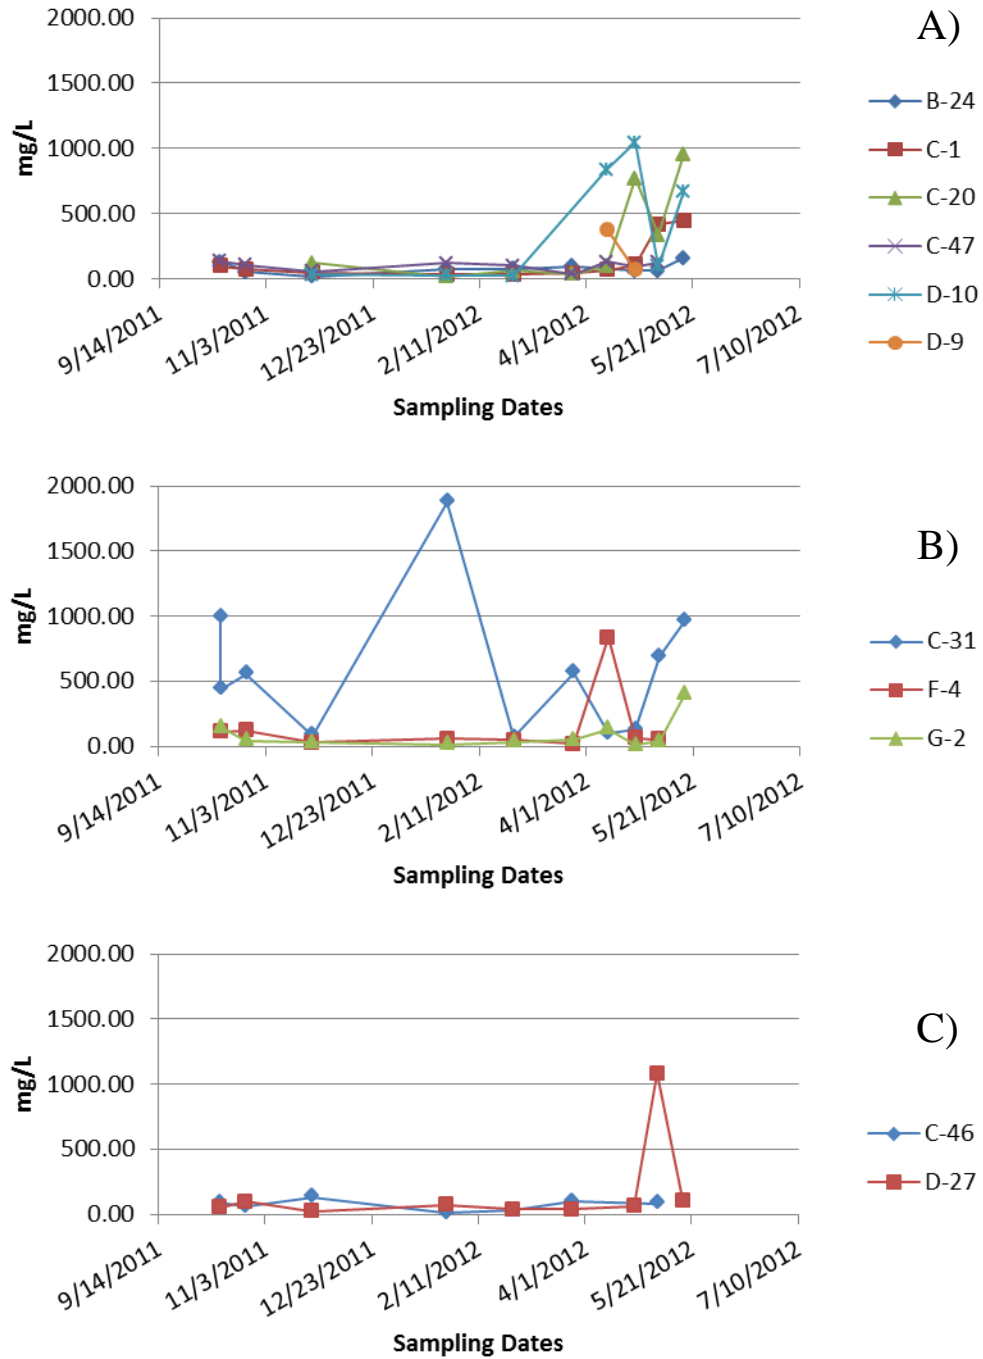 A)
2000.00
1500.00
1000.00
500.00
0.00
mg/L
9/14/2011
11/3/2011
12/23/2011
2/11/2012
4/1/2012
5/21/2012
7/10/2012
Sampling Dates
B-24
C-1
C-20
C-47
D-10
D-9
B)
2000.00
1500.00
1000.00
500.00
0.00
mg/L
9/14/2011
11/3/2011
12/23/2011
2/11/2012
4/1/2012
5/21/2012
7/10/2012
Sampling Dates
C-31
F-4
G-2
C)
2000.00
1500.00
1000.00
500.00
0.00
mg/L
9/14/2011
11/3/2011
12/23/2011
2/11/2012
4/1/2012
5/21/2012
7/10/2012
Sampling Dates
C-46
D-27